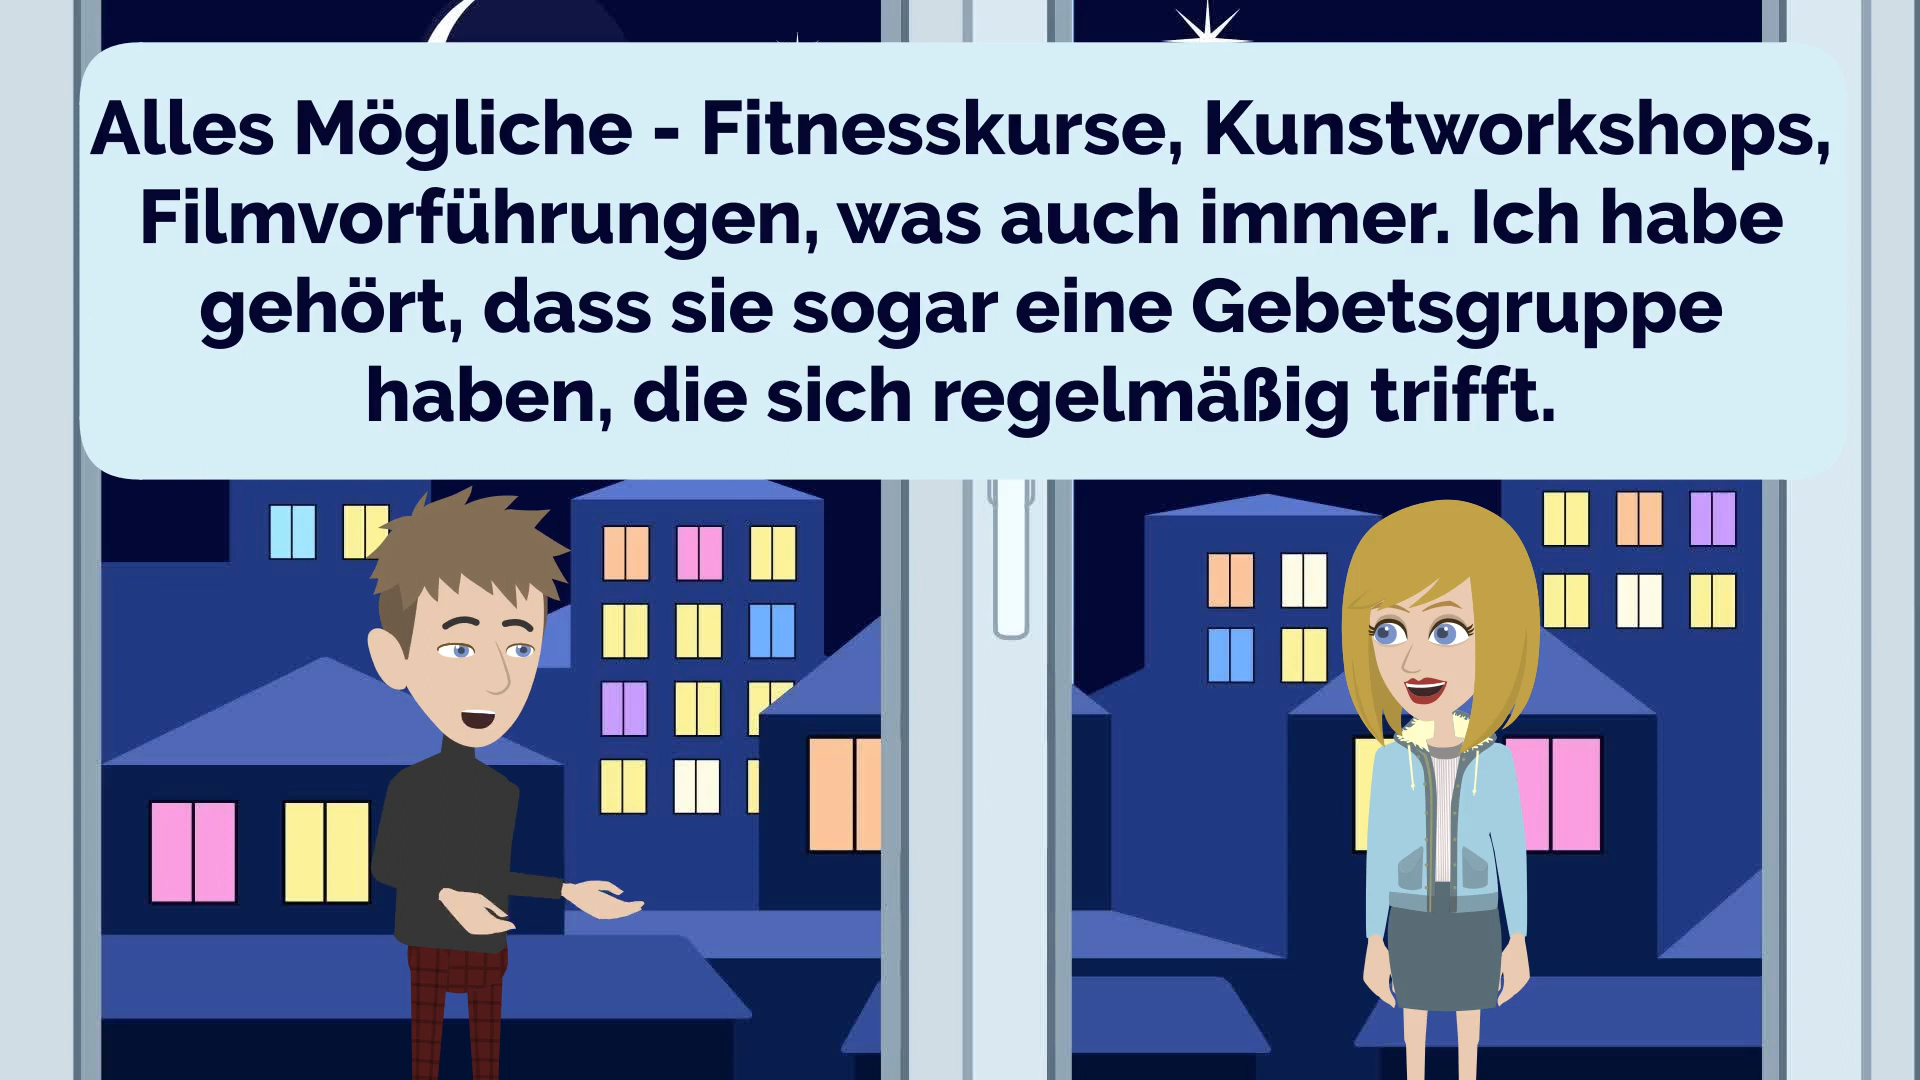 Alles Mögliche - Fitnesskurse, Kunstworkshops,
Filmvorführungen, was auch immer. Ich habe
gehört, dass sie sogar eine Gebetsgruppe
haben, die sich regelmäßig trifft.